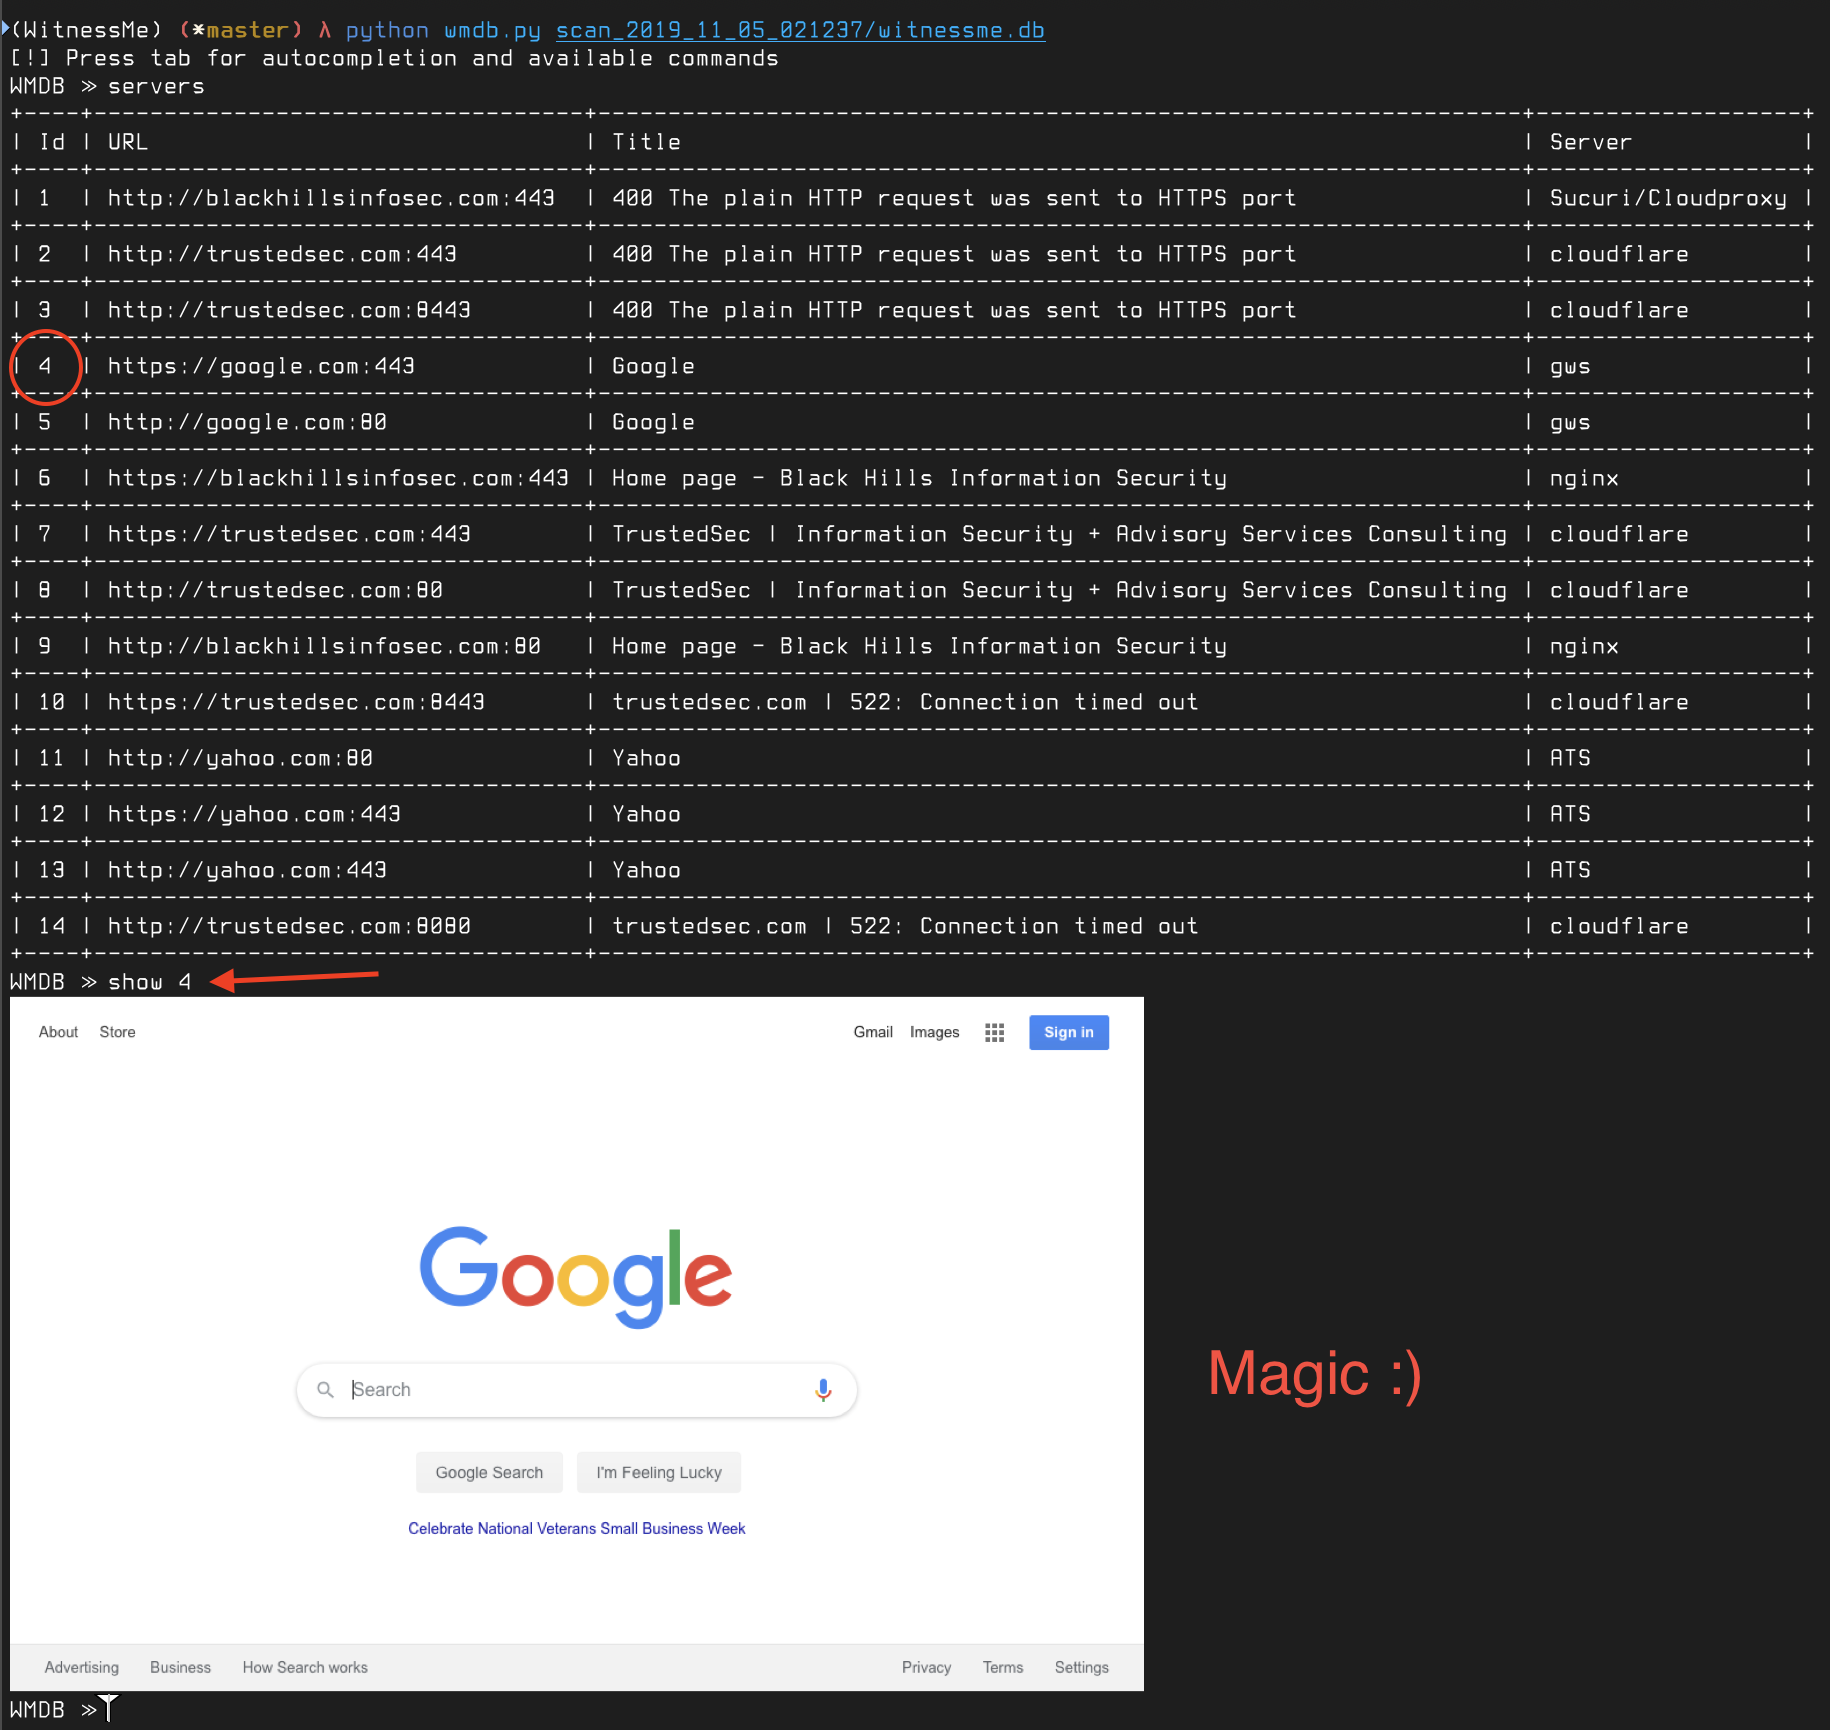 (WitnessMe) (*master) λ python wmdb.py scan_2019_11_05_021237/witnessme.db
[!] Press tab for autocompletion and available commands
WMDB ≫ servers
| Id | URL | Title | Server |
| 1 | http://blackhillsinfosec.com:443 | 400 The plain HTTP request was sent to HTTPS port | Sucuri/Cloudproxy |
| 2 | http://trustedsec.com:443 | 400 The plain HTTP request was sent to HTTPS port | cloudflare |
| 3 | http://trustedsec.com:8443 | 400 The plain HTTP request was sent to HTTPS port | cloudflare |
| 4 | https://google.com:443 | Google | gws |
| 5 | http://google.com:80 | Google | gws |
| 6 | https://blackhillsinfosec.com:443 | Home page - Black Hills Information Security | nginx |
| 7 | https://trustedsec.com:443 | TrustedSec | Information Security + Advisory Services Consulting | cloudflare |
| 8 | http://trustedsec.com:80 | TrustedSec | Information Security + Advisory Services Consulting | cloudflare |
| 9 | http://blackhillsinfosec.com:80 | Home page - Black Hills Information Security | nginx |
| 10 | https://trustedsec.com:8443 | trustedsec.com | 522: Connection timed out | cloudflare |
| 11 | http://yahoo.com:80 | Yahoo | ATS |
| 12 | https://yahoo.com:443 | Yahoo | ATS |
| 13 | http://yahoo.com:443 | Yahoo | ATS |
| 14 | http://trustedsec.com:8080 | trustedsec.com | 522: Connection timed out | cloudflare |
WMDB ≫ show 4
About Store Gmail Images Sign in
Google
Search
Magic :)
Google Search I'm Feeling Lucky
Celebrate National Veterans Small Business Week
Advertising Business How Search works Privacy Terms Settings
WMDB ≫